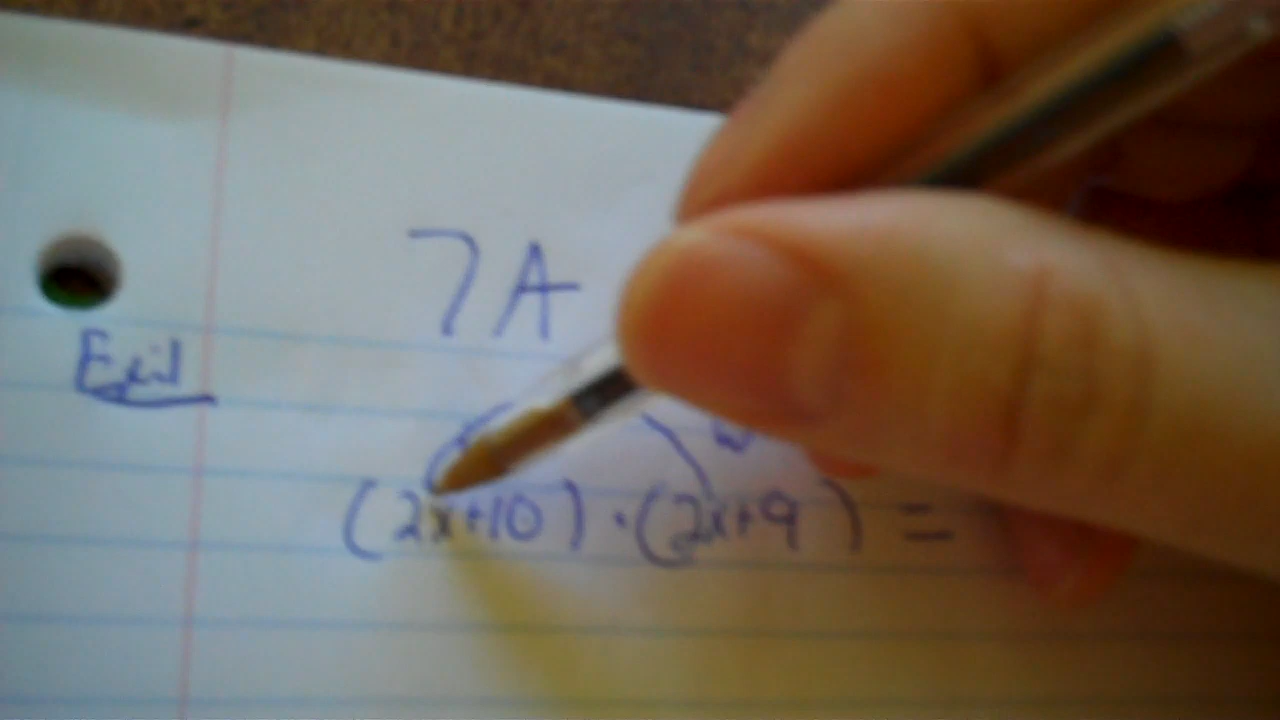 7A
(2x+10) · (2x+9) =